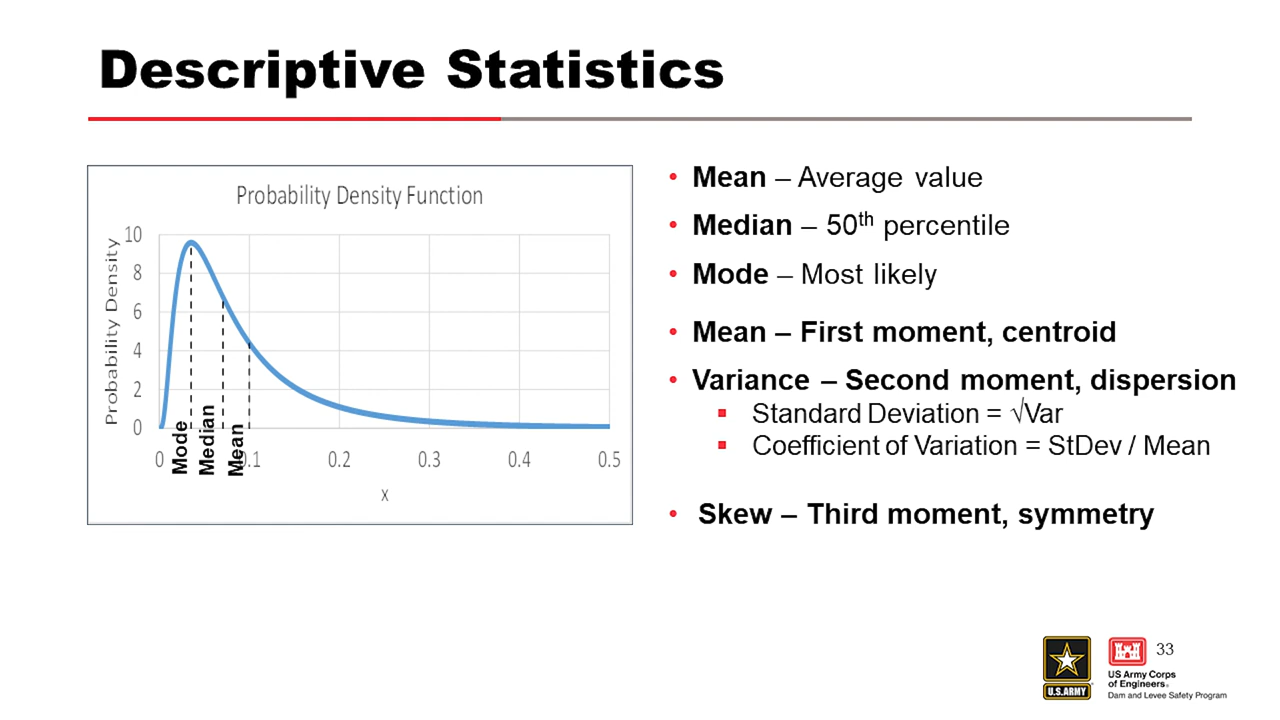 Descriptive Statistics
Probability Density Function
Probability Density
10
8
6
4
2
0
0 0.1 0.2 0.3 0.4 0.5
Mode
Median
Mean
x
• Mean – Average value
• Median – 50th percentile
• Mode – Most likely
• Mean – First moment, centroid
• Variance – Second moment, dispersion
▪ Standard Deviation = √Var
▪ Coefficient of Variation = StDev / Mean
• Skew – Third moment, symmetry
U.S.ARMY
US Army Corps
of Engineers®
Dam and Levee Safety Program
33